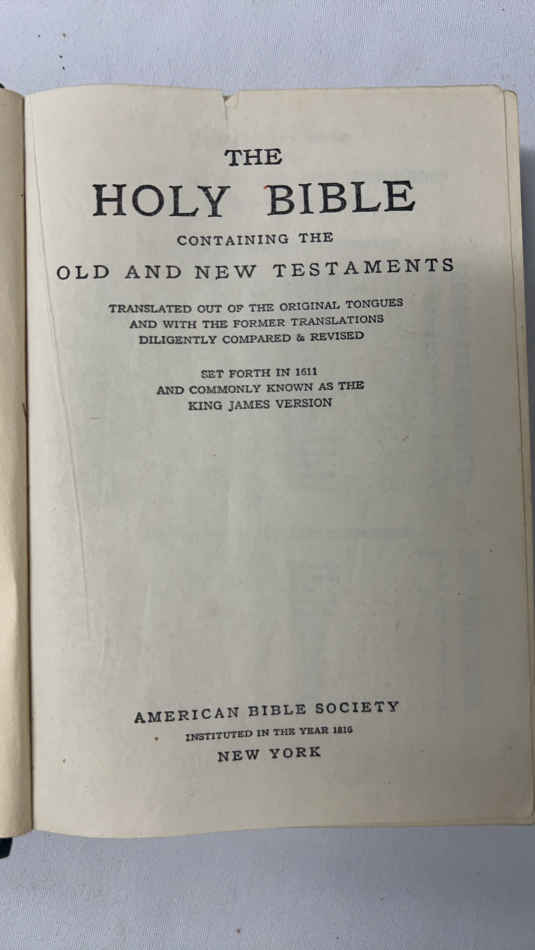 THE
HOLY BIBLE
CONTAINING THE
OLD AND NEW TESTAMENTS
TRANSLATED OUT OF THE ORIGINAL TONGUES
AND WITH THE FORMER TRANSLATIONS
DILIGENTLY COMPARED & REVISED
SET FORTH IN 1611
AND COMMONLY KNOWN AS THE
KING JAMES VERSION
AMERICAN BIBLE SOCIETY
INSTITUTED IN THE YEAR 1816
NEW YORK